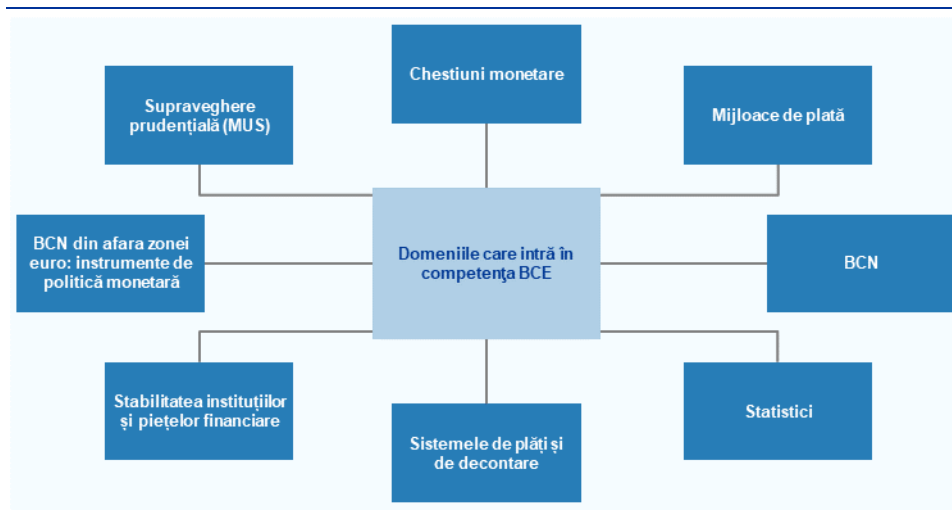 Chestiuni monetare
Supraveghere
prudențială (MUS)
Mijloace de plată
BCN din afara zonei
euro: instrumente de
politică monetară
Domeniile care intră în
competenţa BCE
BCN
Stabilitatea instituțiilor
și piețelor financiare
Sistemele de plăți și
de decontare
Statistici